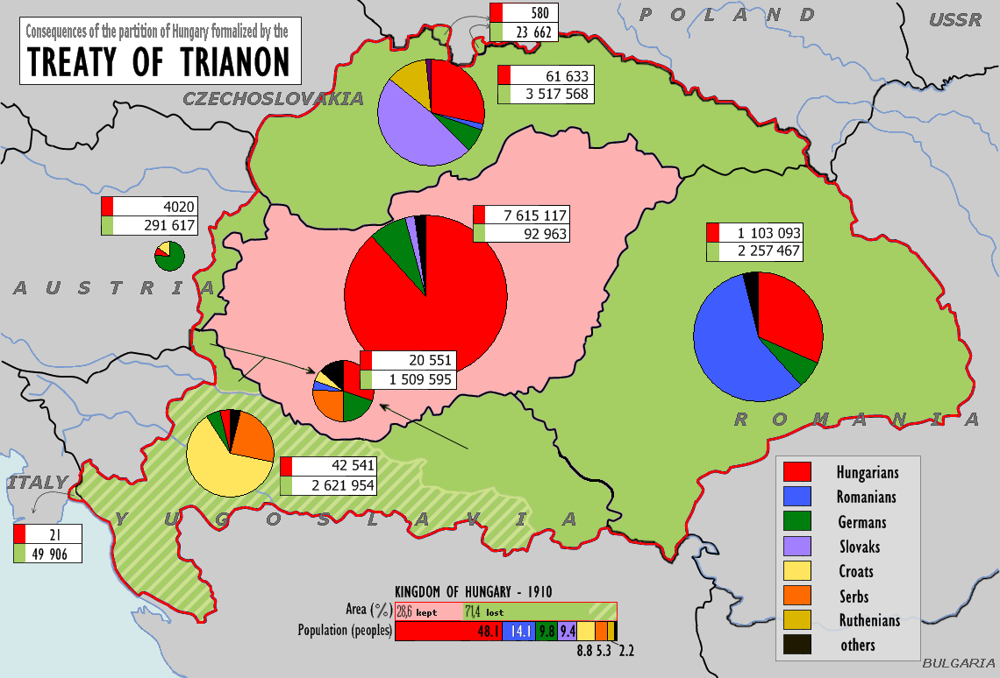 Consequences of the partition of Hungary formalized by the
TREATY OF TRIANON
580
23 662
POLAND
USSR
61 633
3 517 568
CZECHOSLOVAKIA
4020
291 617
7 615 117
92 963
1 103 093
2 257 467
AUSTRIA
20 551
1 509 595
ROMANIA
42 541
2 621 954
ITALY
YUGOSLAVIA
21
49 906
Hungarians
Romanians
Germans
Slovaks
Croats
Serbs
Ruthenians
others
KINGDOM OF HUNGARY - 1910
Area (%) 28,6 kept 71,4 lost
Population (peoples) 48.1 14.1 9.8 9.4
8.8 5.3 2.2
BULGARIA